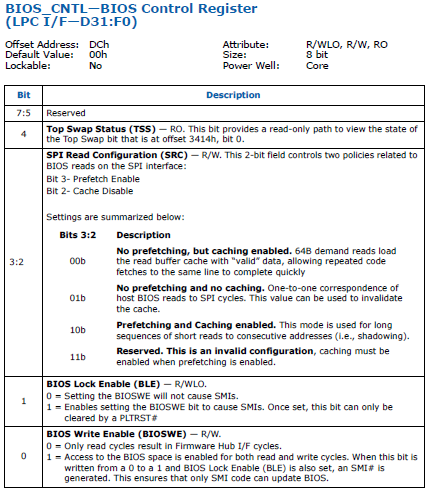 BIOS_CNTL—BIOS Control Register
(LPC I/F—D31:F0)
Offset Address: DCh Attribute: R/WLO, R/W, RO
Default Value: 00h Size: 8 bit
Lockable: No Power Well: Core
Bit Description
7:5 Reserved
4 Top Swap Status (TSS) — RO. This bit provides a read-only path to view the state of
the Top Swap bit that is at offset 3414h, bit 0.
3:2 SPI Read Configuration (SRC) — R/W. This 2-bit field controls two policies related to
BIOS reads on the SPI interface:
Bit 3- Prefetch Enable
Bit 2- Cache Disable
Settings are summarized below:
Bits 3:2 Description
00b No prefetching, but caching enabled. 64B demand reads load
the read buffer cache with “valid” data, allowing repeated code
fetches to the same line to complete quickly
01b No prefetching and no caching. One-to-one correspondence of
host BIOS reads to SPI cycles. This value can be used to invalidate
the cache.
10b Prefetching and Caching enabled. This mode is used for long
sequences of short reads to consecutive addresses (i.e., shadowing).
11b Reserved. This is an invalid configuration, caching must be
enabled when prefetching is enabled.
1 BIOS Lock Enable (BLE) — R/WLO.
0 = Setting the BIOSWE will not cause SMIs.
1 = Enables setting the BIOSWE bit to cause SMIs. Once set, this bit can only be
cleared by a PLTRST#
0 BIOS Write Enable (BIOSWE) — R/W.
0 = Only read cycles result in Firmware Hub I/F cycles.
1 = Access to the BIOS space is enabled for both read and write cycles. When this bit is
written from a 0 to a 1 and BIOS Lock Enable (BLE) is also set, an SMI# is
generated. This ensures that only SMI code can update BIOS.